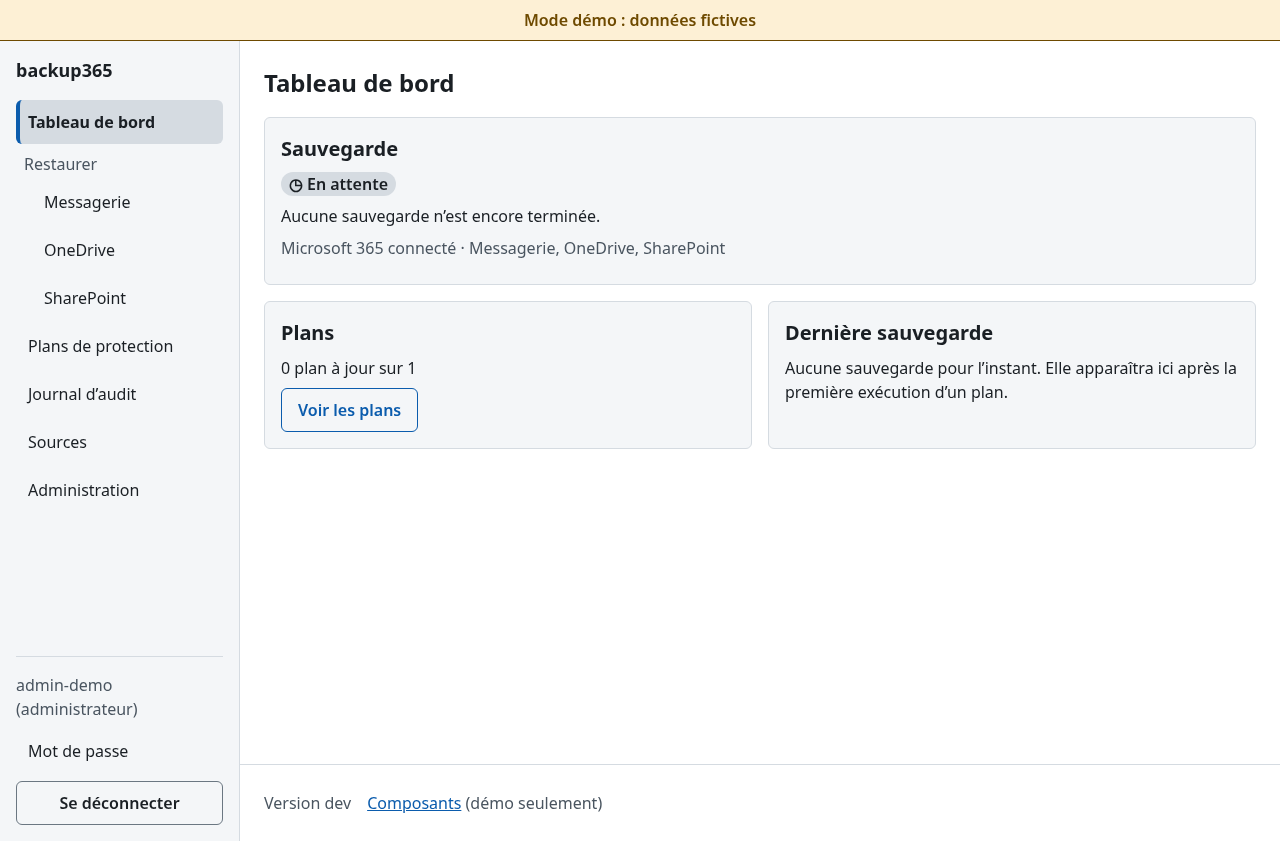 Mode démo : données fictives
backup365
Tableau de bord
Restaurer
Messagerie
OneDrive
SharePoint
Plans de protection
Journal d’audit
Sources
Administration
admin-demo
(administrateur)
Mot de passe
Se déconnecter
Tableau de bord
Sauvegarde
En attente
Aucune sauvegarde n’est encore terminée.
Microsoft 365 connecté · Messagerie, OneDrive, SharePoint
Plans
0 plan à jour sur 1
Voir les plans
Dernière sauvegarde
Aucune sauvegarde pour l’instant. Elle apparaîtra ici après la
première exécution d’un plan.
Version dev Composants (démo seulement)